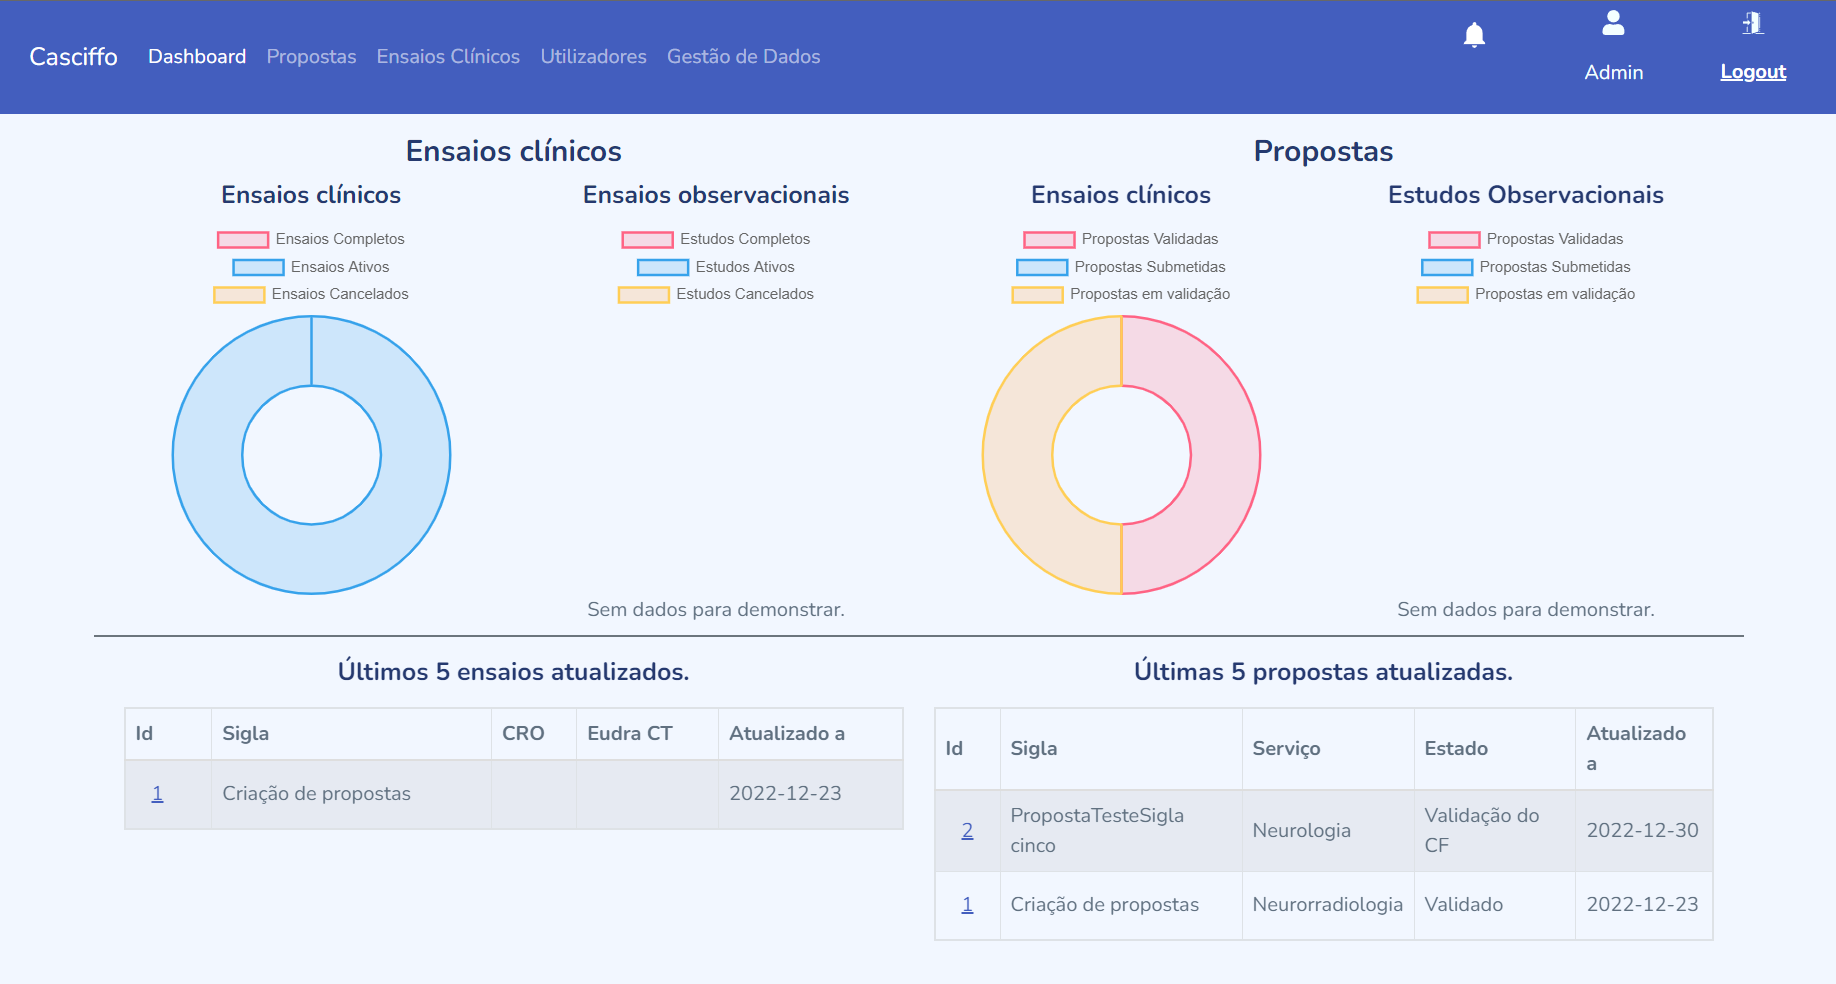 Casciffo
Dashboard
Propostas
Ensaios Clínicos
Utilizadores
Gestão de Dados
Admin
Logout
Ensaios clínicos
Ensaios clínicos
Ensaios Completos
Ensaios Ativos
Ensaios Cancelados
Ensaios observacionais
Estudos Completos
Estudos Ativos
Estudos Cancelados
Sem dados para demonstrar.
Propostas
Ensaios clínicos
Propostas Validadas
Propostas Submetidas
Propostas em validação
Estudos Observacionais
Propostas Validadas
Propostas Submetidas
Propostas em validação
Sem dados para demonstrar.
Últimos 5 ensaios atualizados.
Id Sigla CRO Eudra CT Atualizado a
1 Criação de propostas 2022-12-23
Últimas 5 propostas atualizadas.
Id Sigla Serviço Estado Atualizado
a
2 PropostaTesteSigla Neurologia Validação do 2022-12-30
cinco CF
1 Criação de propostas Neurorradiologia Validado 2022-12-23